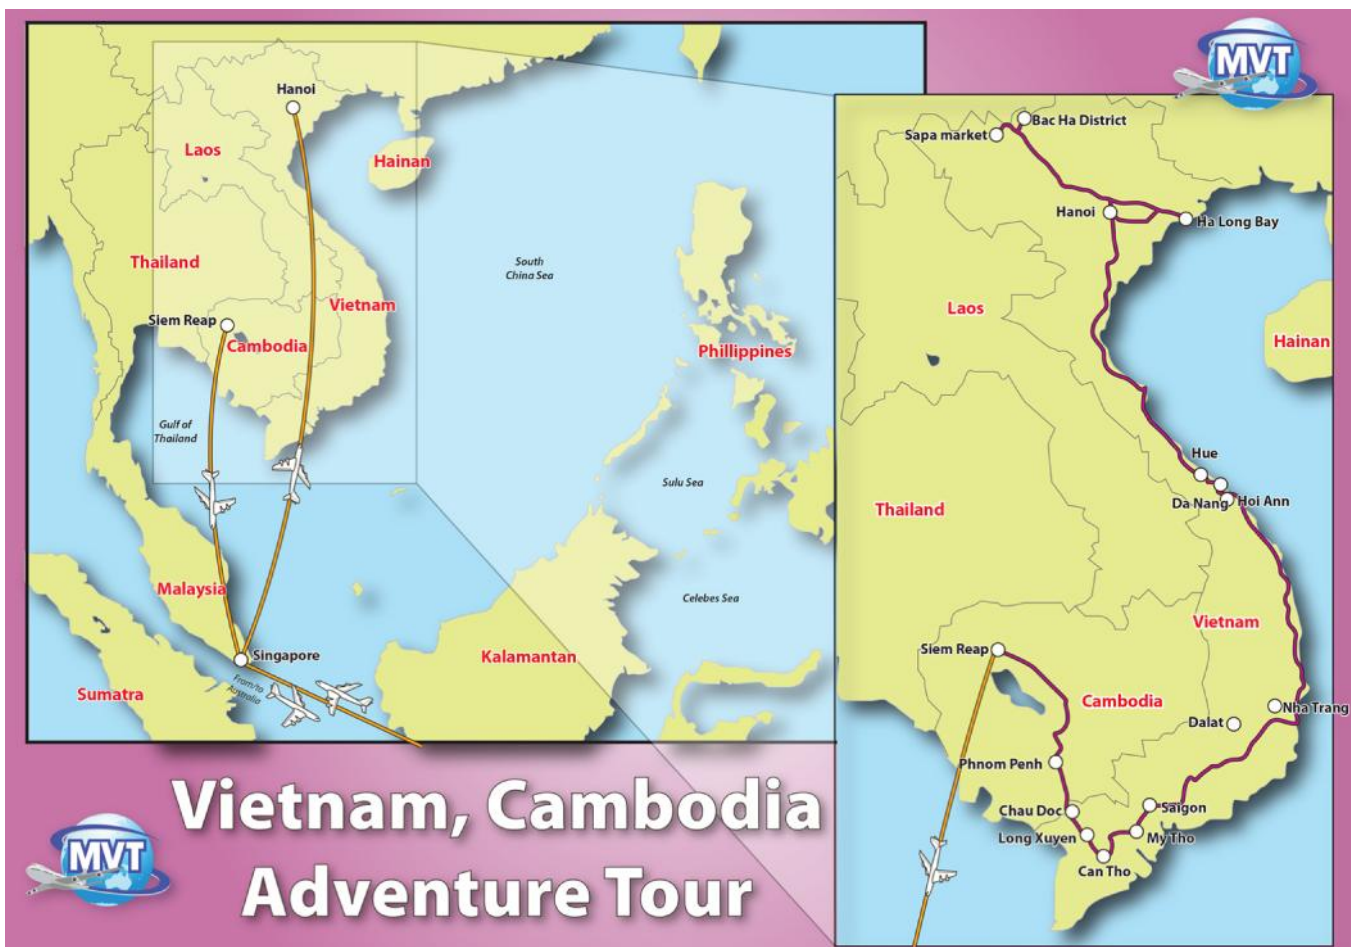 Hanoi
Laos
Hainan
Thailand
Vietnam
Siem Reap
Cambodia
South
China Sea
Phillippines
Gulf of
Thailand
Sulu Sea
Malaysia
Celebes Sea
Singapore
Kalamantan
From/to
Australia
Sumatra
MVT
Bac Ha District
Sapa market
Hanoi
Ha Long Bay
Laos
Hainan
Hue
Da Nang
Hoi Ann
Thailand
Vietnam
Siem Reap
Cambodia
Nha Trang
Dalat
Phnom Penh
Chau Doc
Saigon
Long Xuyen
My Tho
Can Tho
Vietnam, Cambodia
Adventure Tour
MVT